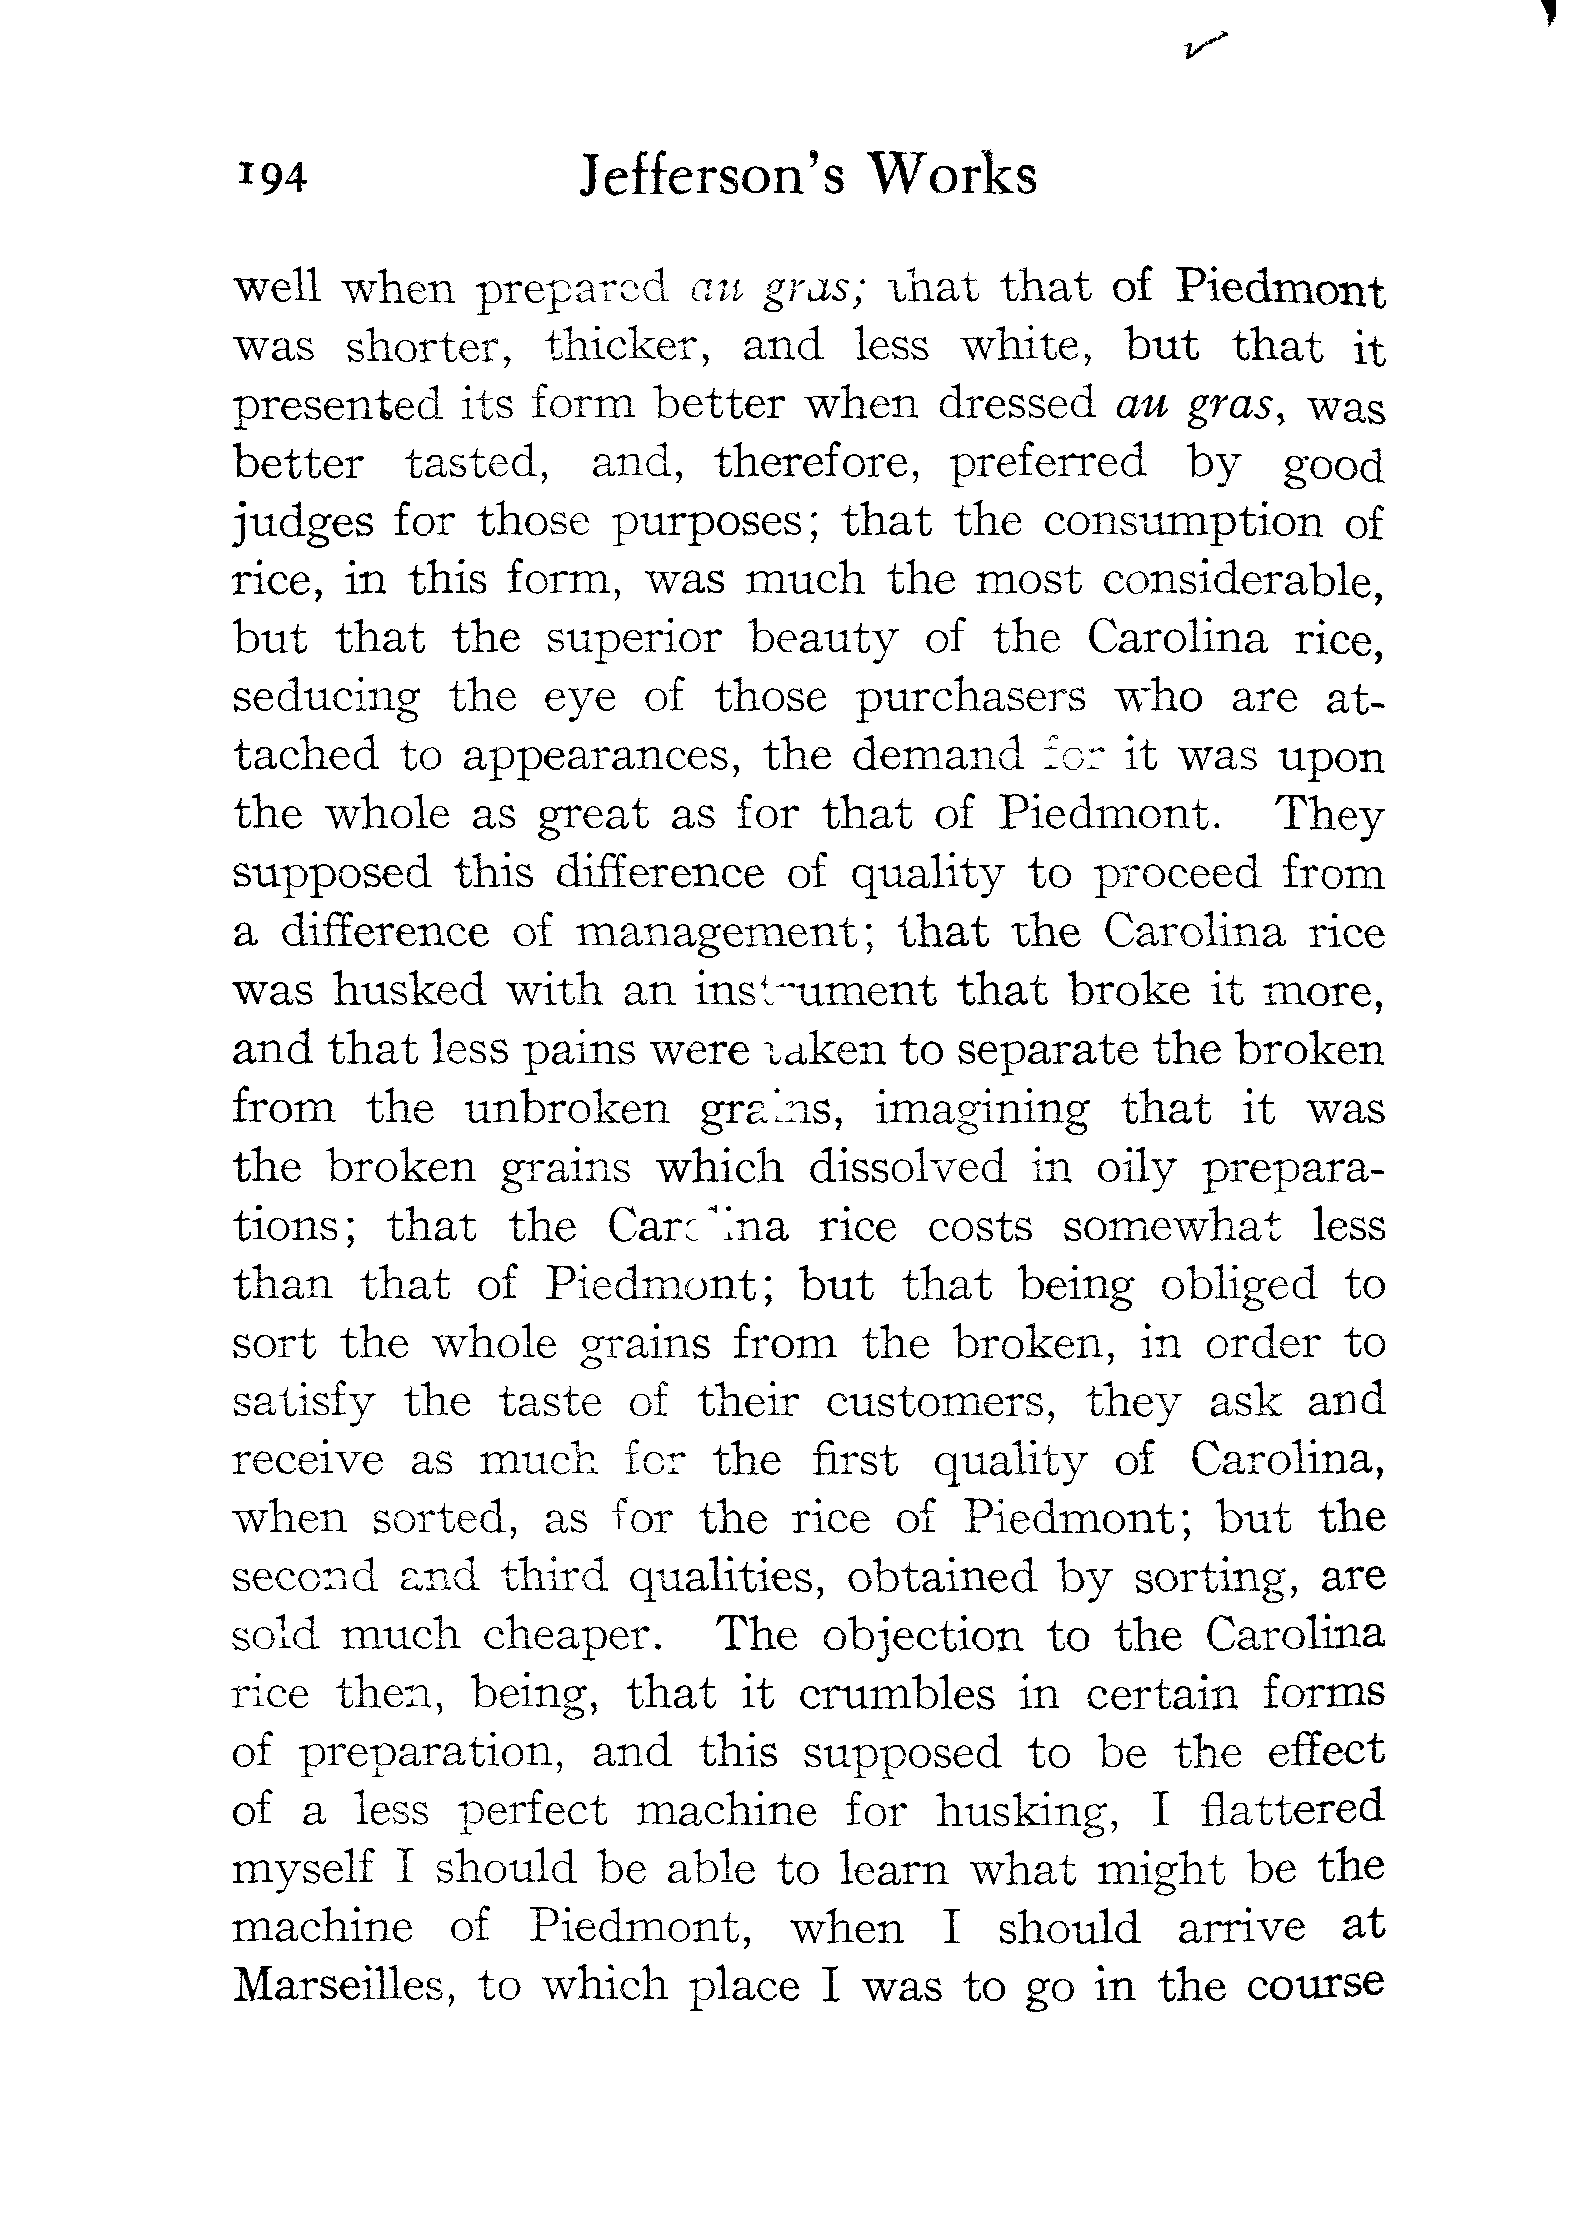 194 Jefferson's Works
well when prepared au gras; that that of Piedmont
was shorter, thicker, and less white, but that it
presented its form better when dressed au gras, was
better tasted, and, therefore, preferred by good
judges for those purposes; that the consumption of
rice, in this form, was much the most considerable,
but that the superior beauty of the Carolina rice,
seducing the eye of those purchasers who are at-
tached to appearances, the demand for it was upon
the whole as great as for that of Piedmont. They
supposed this difference of quality to proceed from
a difference of management; that the Carolina rice
was husked with an instrument that broke it more,
and that less pains were taken to separate the broken
from the unbroken grains, imagining that it was
the broken grains which dissolved in oily prepara-
tions; that the Carolina rice costs somewhat less
than that of Piedmont; but that being obliged to
sort the whole grains from the broken, in order to
satisfy the taste of their customers, they ask and
receive as much for the first quality of Carolina,
when sorted, as for the rice of Piedmont; but the
second and third qualities, obtained by sorting, are
sold much cheaper. The objection to the Carolina
rice then, being, that it crumbles in certain forms
of preparation, and this supposed to be the effect
of a less perfect machine for husking, I flattered
myself I should be able to learn what might be the
machine of Piedmont, when I should arrive at
Marseilles, to which place I was to go in the course